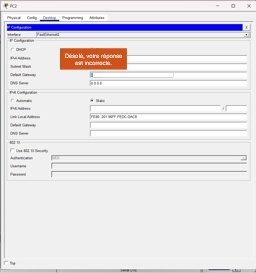 PC2
Physical Config Desktop Programming Attributes
IP Configuration X
Interface FastEthernet0
IP Configuration
DHCP
IPv4 Address
Subnet Mask
Default Gateway
DNS Server 0.0.0.0
Désolé, votre réponse
est incorrecte.
IPv6 Configuration
Automatic Static
IPv6 Address /
Link Local Address
Default Gateway
DNS Server
802.1X
Use 802.1X Security
Authentication MD5
Username
Password
Top